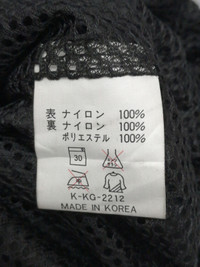 表 ナイロン 100%
裏 ナイロン 100%
ポリエステル 100%
30
K-KG-2212
MADE IN KOREA